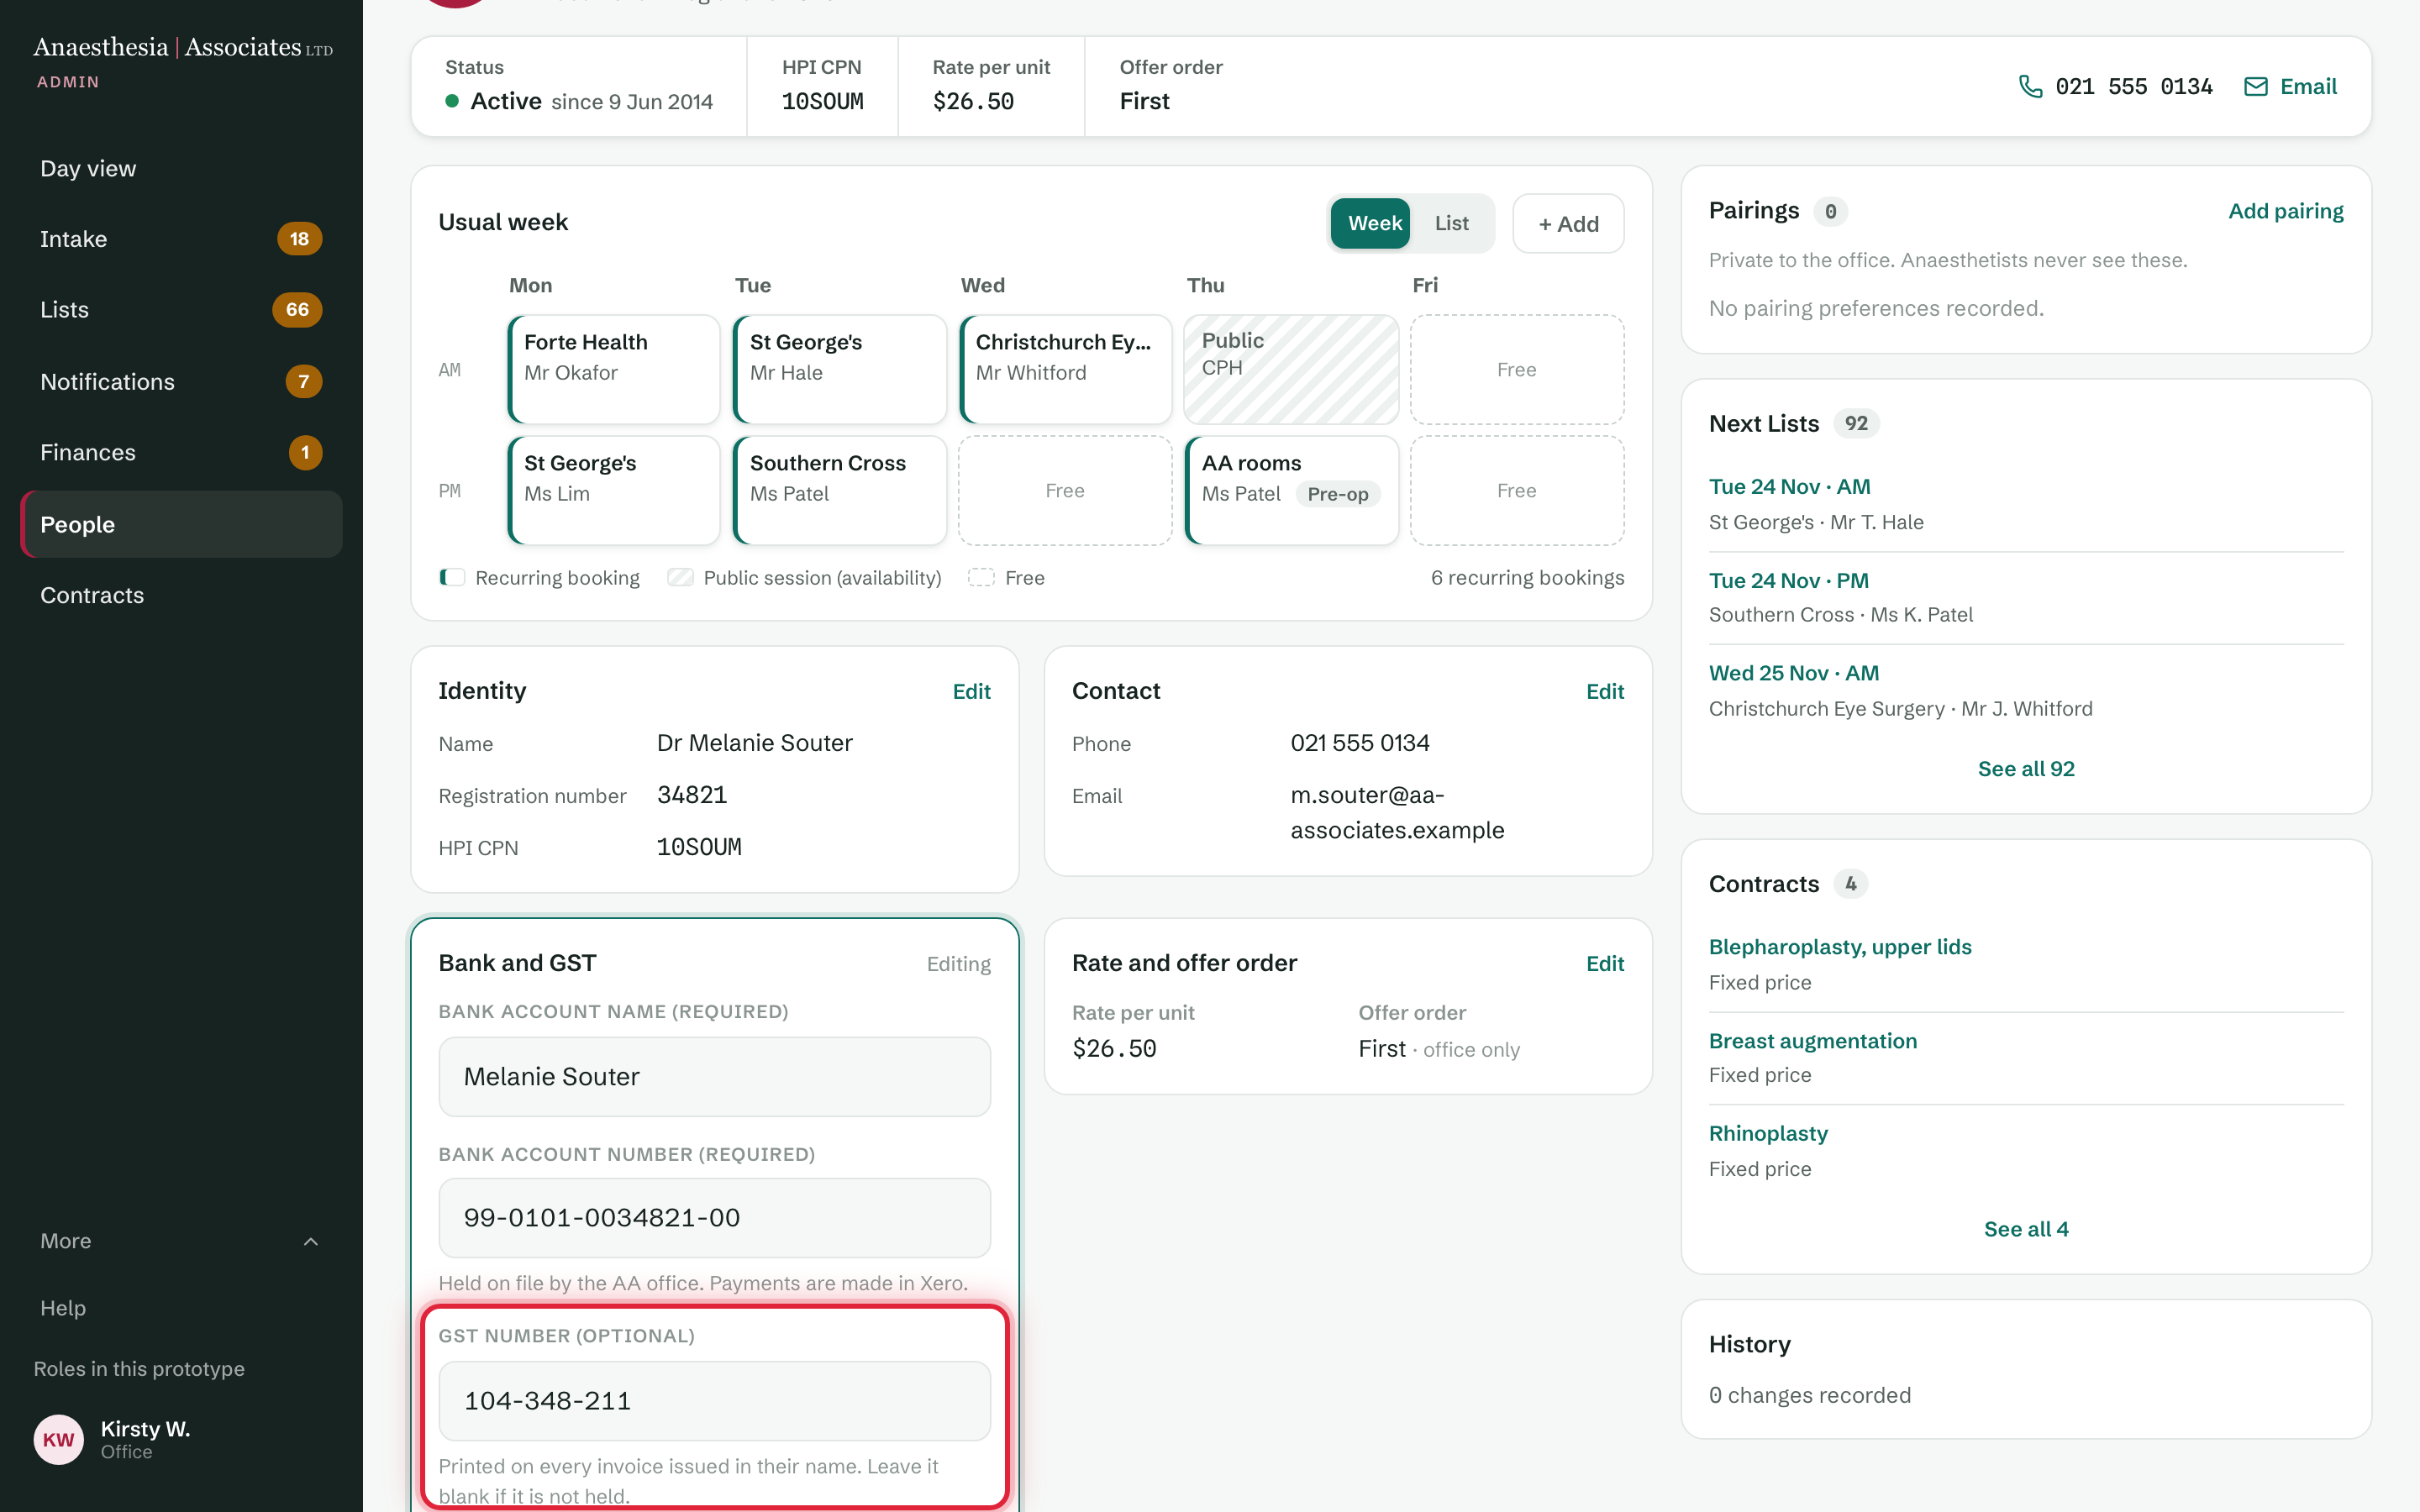 Anaesthesia | Associates LTD
ADMIN
Day view
Intake 18
Lists 66
Notifications 7
Finances 1
People
Contracts
More
Help
Roles in this prototype
KW
Kirsty W.
Office
Status
Active since 9 Jun 2014
HPI CPN
10SOUM
Rate per unit
$26.50
Offer order
First
021 555 0134
Email
Usual week
Week
List
+ Add
Mon Tue Wed Thu Fri
AM
Forte Health
Mr Okafor
St George's
Mr Hale
Christchurch Ey...
Mr Whitford
Public
CPH
Free
PM
St George's
Ms Lim
Southern Cross
Ms Patel
Free
AA rooms
Ms Patel Pre-op
Free
Recurring booking
Public session (availability)
Free
6 recurring bookings
Identity
Edit
Name Dr Melanie Souter
Registration number 34821
HPI CPN 10SOUM
Contact
Edit
Phone 021 555 0134
Email m.souter@aa-
associates.example
Bank and GST
Editing
BANK ACCOUNT NAME (REQUIRED)
Melanie Souter
BANK ACCOUNT NUMBER (REQUIRED)
99-0101-0034821-00
Held on file by the AA office. Payments are made in Xero.
GST NUMBER (OPTIONAL)
104-348-211
Printed on every invoice issued in their name. Leave it
blank if it is not held.
Rate and offer order
Edit
Rate per unit
$26.50
Offer order
First · office only
Pairings 0
Add pairing
Private to the office. Anaesthetists never see these.
No pairing preferences recorded.
Next Lists 92
Tue 24 Nov · AM
St George's · Mr T. Hale
Tue 24 Nov · PM
Southern Cross · Ms K. Patel
Wed 25 Nov · AM
Christchurch Eye Surgery · Mr J. Whitford
See all 92
Contracts 4
Blepharoplasty, upper lids
Fixed price
Breast augmentation
Fixed price
Rhinoplasty
Fixed price
See all 4
History
0 changes recorded